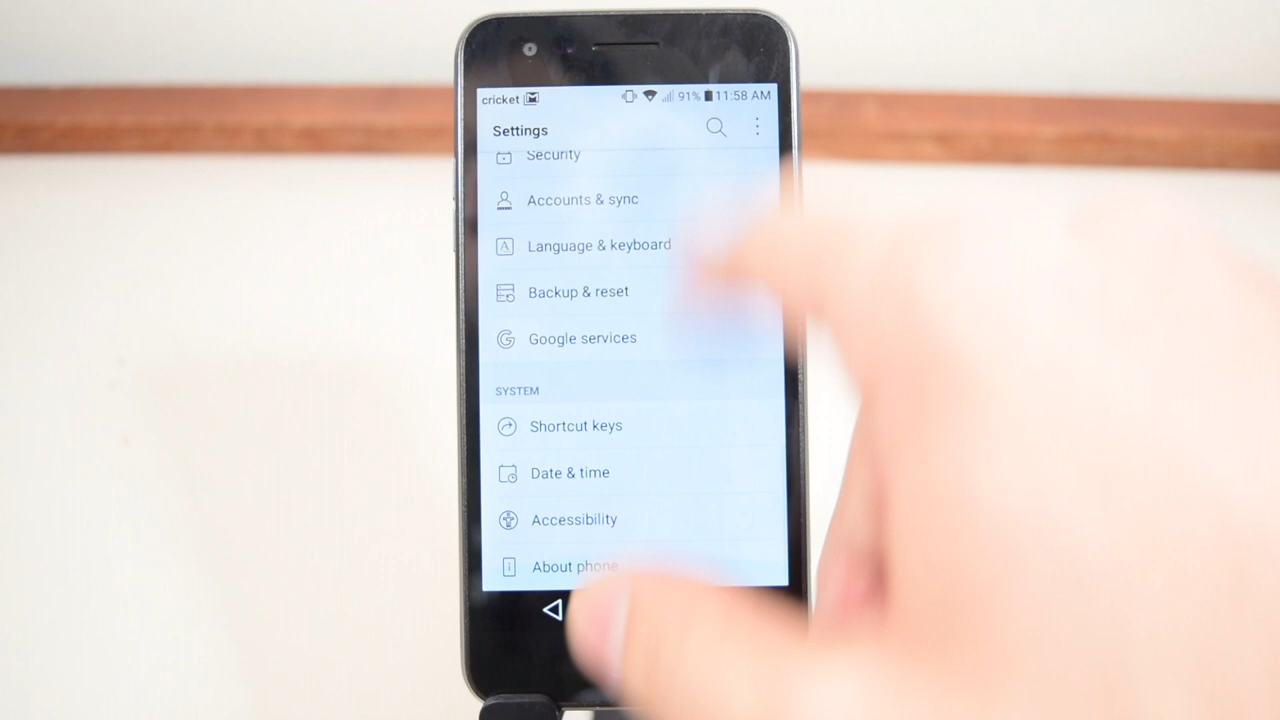 cricket 91% 11:58 AM
Settings
Security
Accounts & sync
Language & keyboard
Backup & reset
Google services
SYSTEM
Shortcut keys
Date & time
Accessibility
About phone